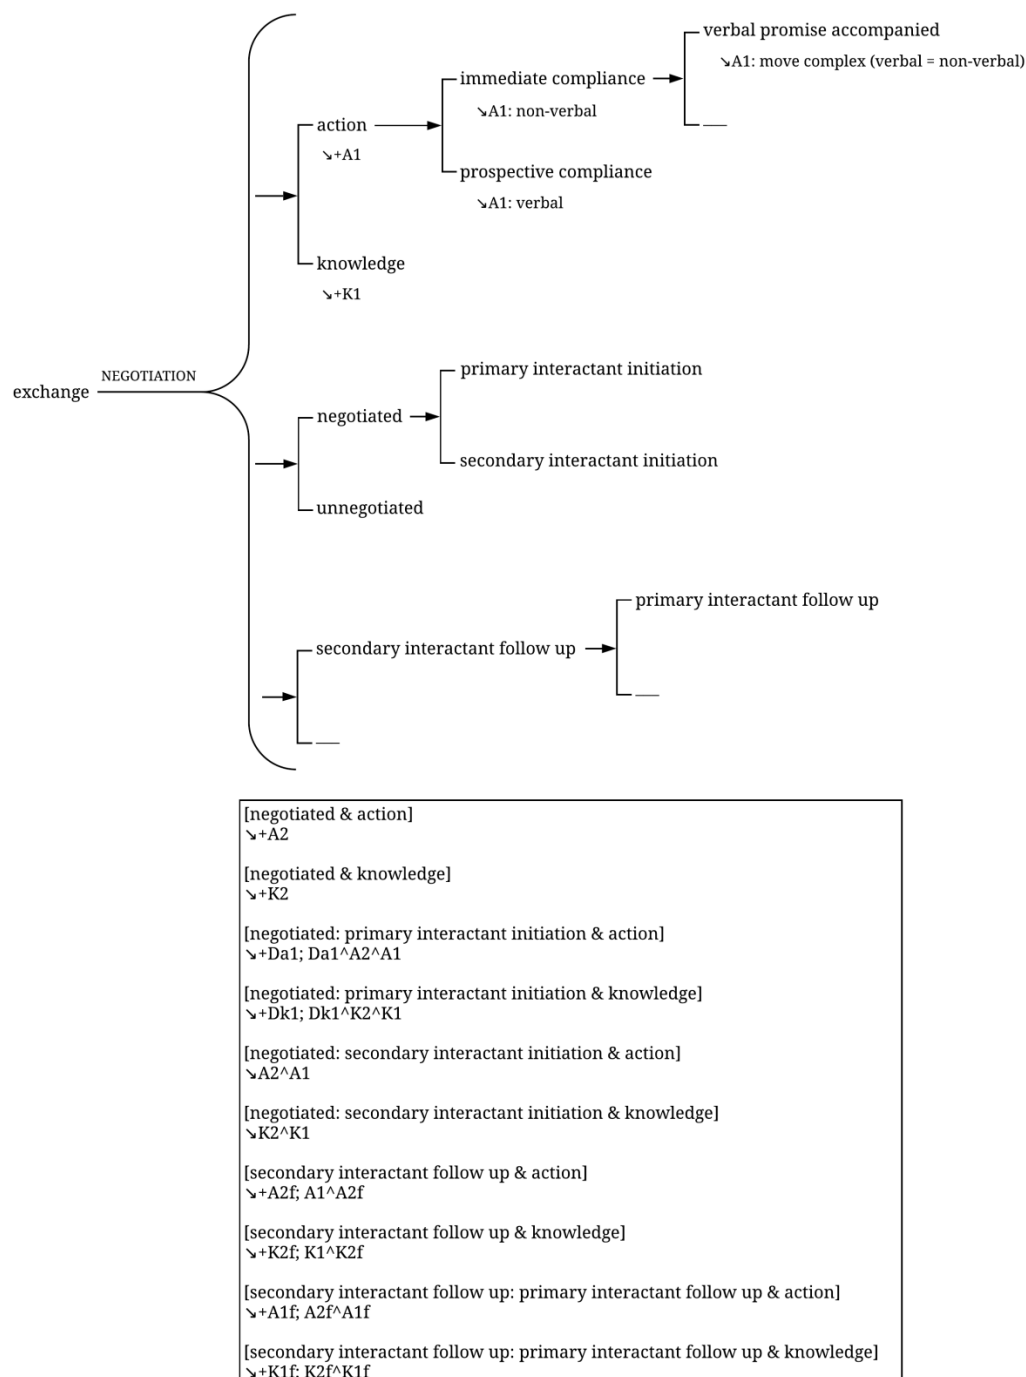 verbal promise accompanied
↘A1: move complex (verbal = non-verbal)
immediate compliance
↘A1: non-verbal
action
↘+A1
prospective compliance
↘A1: verbal
knowledge
↘+K1
exchange
NEGOTIATION
primary interactant initiation
negotiated
secondary interactant initiation
unnegotiated
primary interactant follow up
secondary interactant follow up
[negotiated & action]
↘+A2
[negotiated & knowledge]
↘+K2
[negotiated: primary interactant initiation & action]
↘+Da1; Da1^A2^A1
[negotiated: primary interactant initiation & knowledge]
↘+Dk1; Dk1^K2^K1
[negotiated: secondary interactant initiation & action]
↘A2^A1
[negotiated: secondary interactant initiation & knowledge]
↘K2^K1
[secondary interactant follow up & action]
↘+A2f; A1^A2f
[secondary interactant follow up & knowledge]
↘+K2f; K1^K2f
[secondary interactant follow up: primary interactant follow up & action]
↘+A1f; A2f^A1f
[secondary interactant follow up: primary interactant follow up & knowledge]
↘+K1f; K2f^K1f